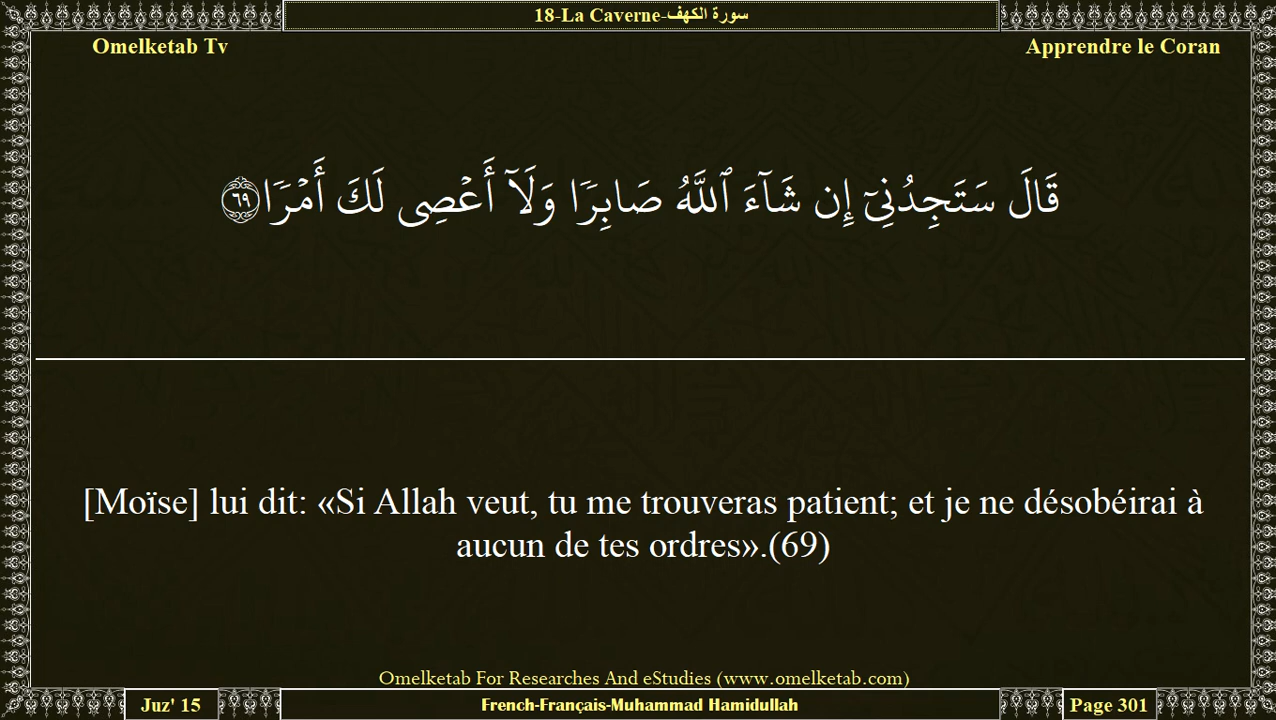 18-La Caverne-سورة الكهف
Omelketab Tv
Apprendre le Coran
قَالَ سَتَجِدُنِىٓ إِن شَآءَ ٱللَّهُ صَابِرًۭا وَلَآ أَعْصِى لَكَ أَمْرًۭا ٦٩
[Moïse] lui dit: «Si Allah veut, tu me trouveras patient; et je ne désobéirai à
aucun de tes ordres».(69)
Omelketab For Researches And eStudies (www.omelketab.com)
Juz' 15
French-Français-Muhammad Hamidullah
Page 301